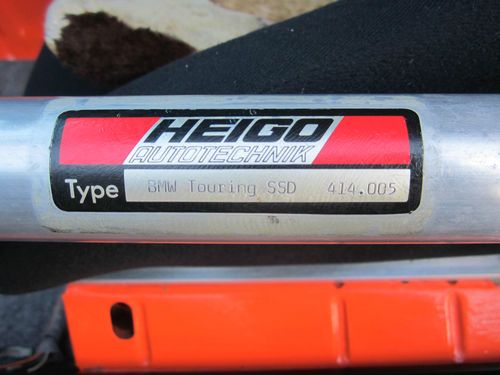 HEIGO
AUTOTECHNIK
Type BMW Touring SSD 414.005